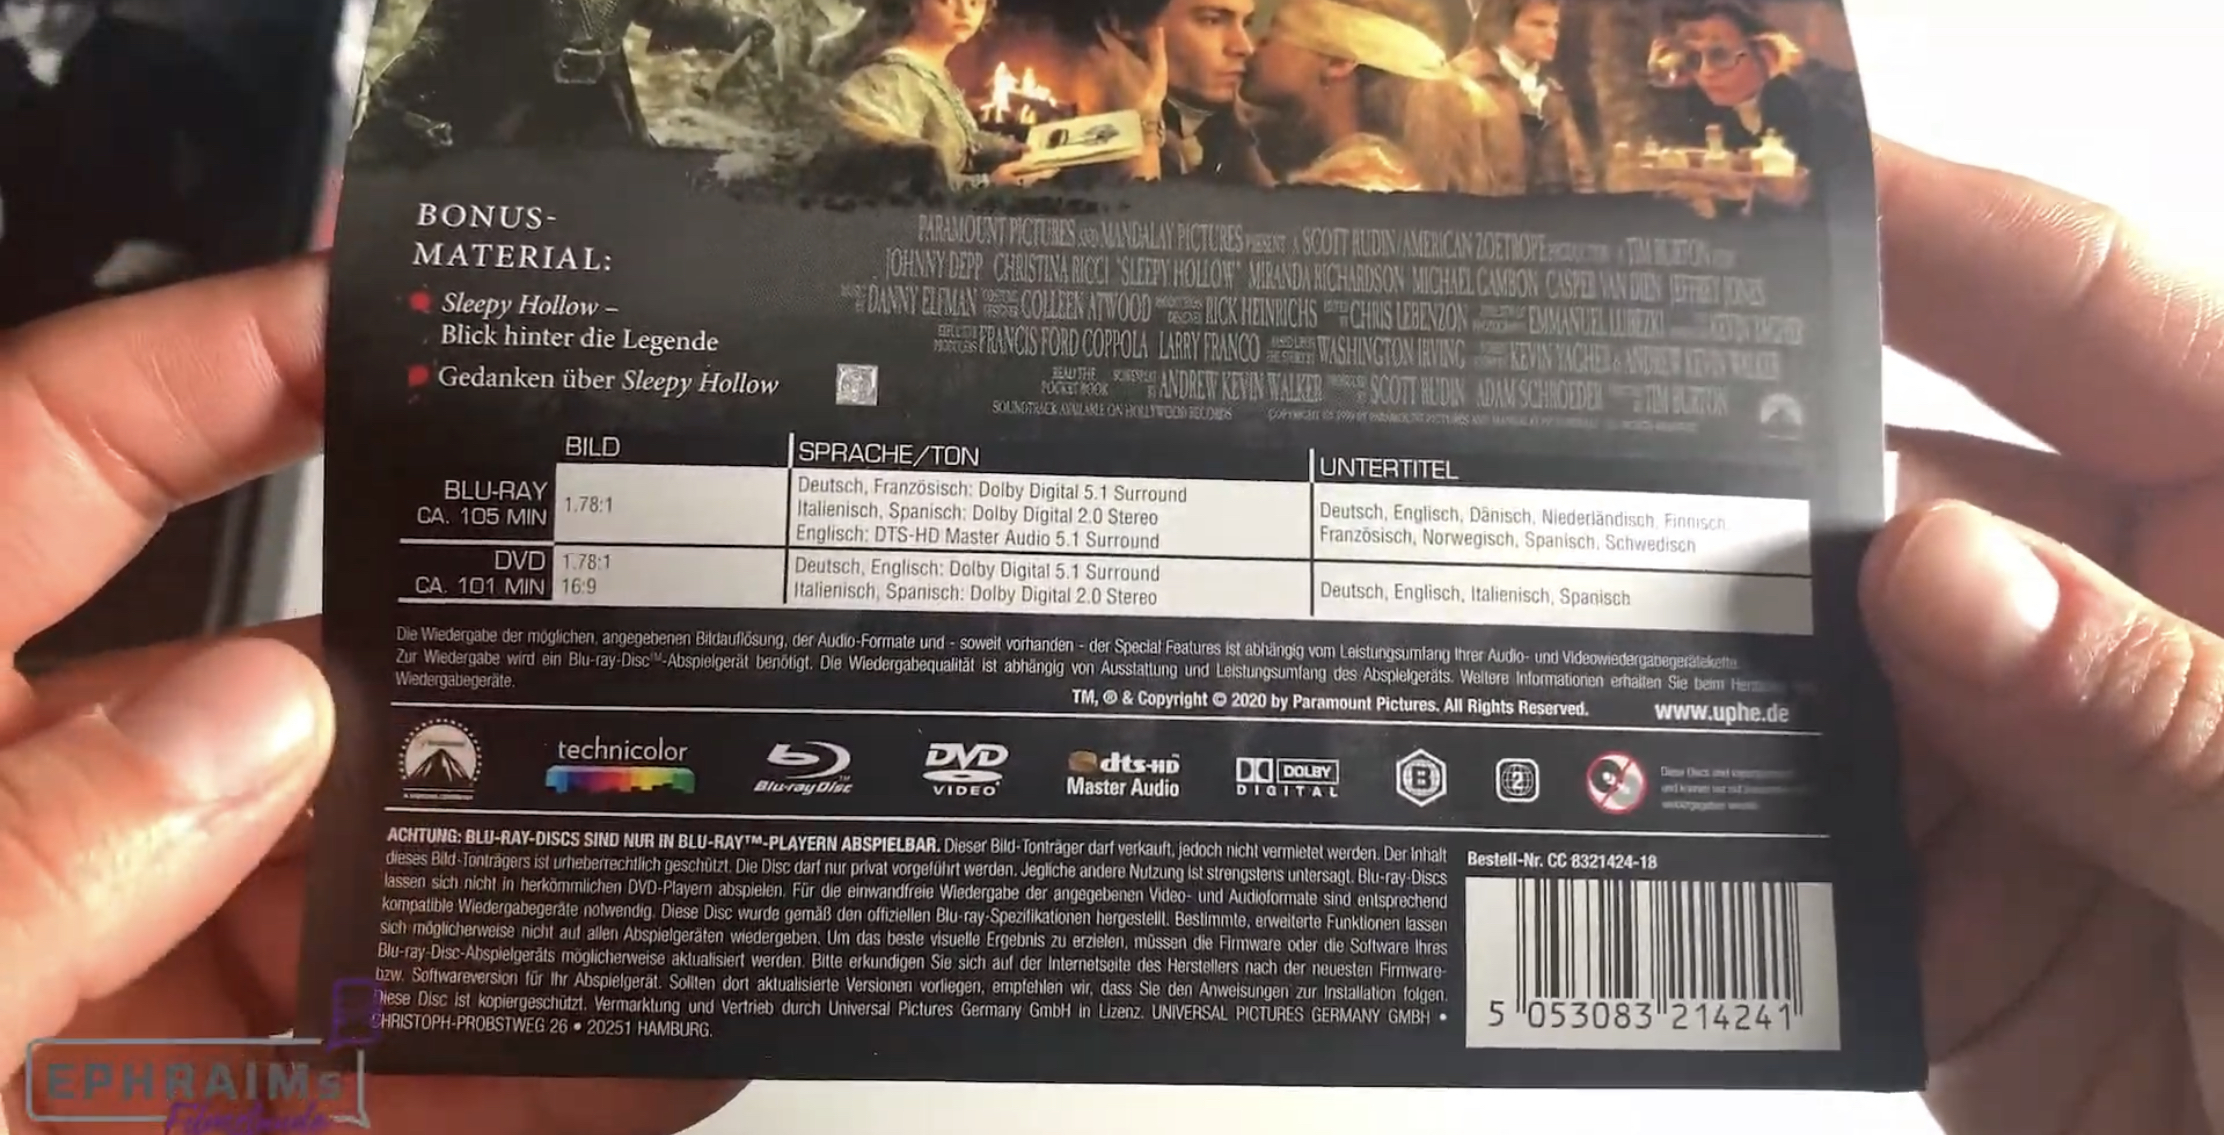 BONUS-
MATERIAL:
Sleepy Hollow –
Blick hinter die Legende
Gedanken über Sleepy Hollow
PARAMOUNT PICTURES AND MANDALAY PICTURES PRESENT A SCOTT RUDIN/AMERICAN ZOETROPE PRODUCTION A TIM BURTON
JOHNNY DEPP CHRISTINA RICCI "SLEEPY HOLLOW" MIRANDA RICHARDSON MICHAEL GAMBON CASPER VAN DIEN JEFFREY JONES
DANNY ELFMAN COLLEEN ATWOOD RICK HEINRICHS CHRIS LEBENZON EMMANUEL LUBEZKI KEVIN YAGHER
FRANCIS FORD COPPOLA LARRY FRANCO WASHINGTON IRVING KEVIN YAGHER & ANDREW KEVIN WALKER
READ THE
POCKET BOOK
ANDREW KEVIN WALKER SCOTT RUDIN ADAM SCHROEDER TIM BURTON
SOUNDTRACK AVAILABLE ON HOLLYWOOD RECORDS
BILD
SPRACHE/TON
UNTERTITEL
BLU-RAY
CA. 105 MIN
1.78:1
Deutsch, Französisch: Dolby Digital 5.1 Surround
Italienisch, Spanisch: Dolby Digital 2.0 Stereo
Englisch: DTS-HD Master Audio 5.1 Surround
Deutsch, Englisch, Dänisch, Niederländisch, Finnisch,
Französisch, Norwegisch, Spanisch, Schwedisch
DVD
CA. 101 MIN
1.78:1
16:9
Deutsch, Englisch: Dolby Digital 5.1 Surround
Italienisch, Spanisch: Dolby Digital 2.0 Stereo
Deutsch, Englisch, Italienisch, Spanisch
Die Wiedergabe der möglichen, angegebenen Bildauflösung, der Audio-Formate und - soweit vorhanden - der Special Features ist abhängig vom Leistungsumfang Ihrer Audio- und Videowiedergabegerätekette.
Zur Wiedergabe wird ein Blu-ray-Disc™-Abspielgerät benötigt. Die Wiedergabequalität ist abhängig von Ausstattung und Leistungsumfang des Abspielgeräts. Weitere Informationen erhalten Sie beim
Wiedergabegeräte.
TM, ® & Copyright © 2020 by Paramount Pictures. All Rights Reserved.
www.uphe.de
technicolor
Blu-ray Disc™
DVD
VIDEO
dts-HD
Master Audio
DOLBY
DIGITAL
B
2
ACHTUNG: BLU-RAY-DISCS SIND NUR IN BLU-RAY™-PLAYERN ABSPIELBAR. Dieser Bild-Tonträger darf verkauft, jedoch nicht vermietet werden. Der Inhalt
dieses Bild-Tonträgers ist urheberrechtlich geschützt. Die Disc darf nur privat vorgeführt werden. Jegliche andere Nutzung ist strengstens untersagt. Blu-ray-Discs
lassen sich nicht in herkömmlichen DVD-Playern abspielen. Für die einwandfreie Wiedergabe der angegebenen Video- und Audioformate sind entsprechend
kompatible Wiedergabegeräte notwendig. Diese Disc wurde gemäß den offiziellen Blu-ray-Spezifikationen hergestellt. Bestimmte, erweiterte Funktionen lassen
sich möglicherweise nicht auf allen Abspielgeräten wiedergeben. Um das beste visuelle Ergebnis zu erzielen, müssen die Firmware oder die Software Ihres
Blu-ray-Disc-Abspielgeräts möglicherweise aktualisiert werden. Bitte erkundigen Sie sich auf der Internetseite des Herstellers nach der neuesten Firmware-
bzw. Softwareversion für Ihr Abspielgerät. Sollten dort aktualisierte Versionen vorliegen, empfehlen wir, dass Sie den Anweisungen zur Installation folgen.
Diese Disc ist kopiergeschützt. Vermarktung und Vertrieb durch Universal Pictures Germany GmbH in Lizenz. UNIVERSAL PICTURES GERMANY GMBH •
CHRISTOPH-PROBSTWEG 26 • 20251 HAMBURG.
Bestell-Nr. CC 8321424-18
5 053083 214241
EPHRAIMs